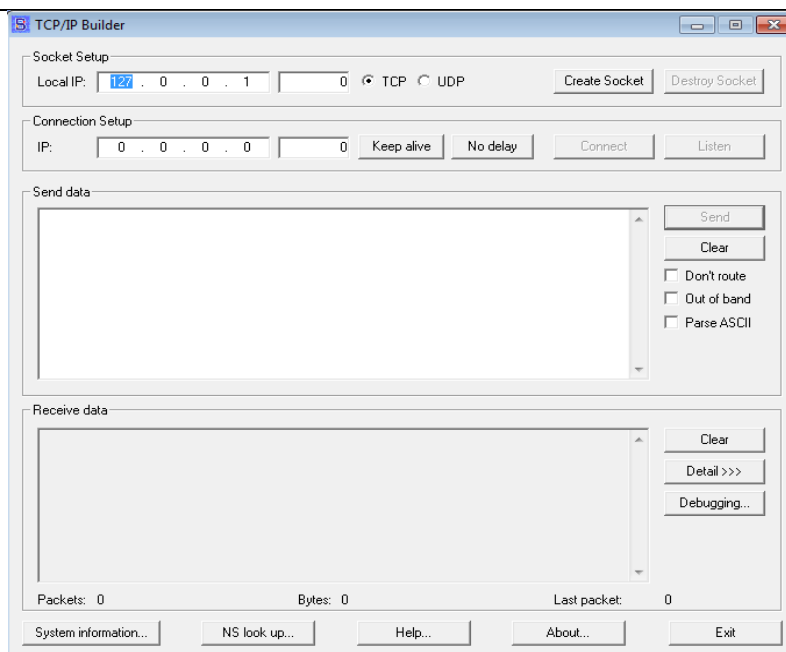 S TCP/IP Builder
Socket Setup
Local IP: 127 . 0 . 0 . 1 0 TCP UDP Create Socket Destroy Socket
Connection Setup
IP: 0 . 0 . 0 . 0 0 Keep alive No delay Connect Listen
Send data
Send
Clear
Don't route
Out of band
Parse ASCII
Receive data
Clear
Detail >>>
Debugging...
Packets: 0 Bytes: 0 Last packet: 0
System information... NS look up... Help... About... Exit